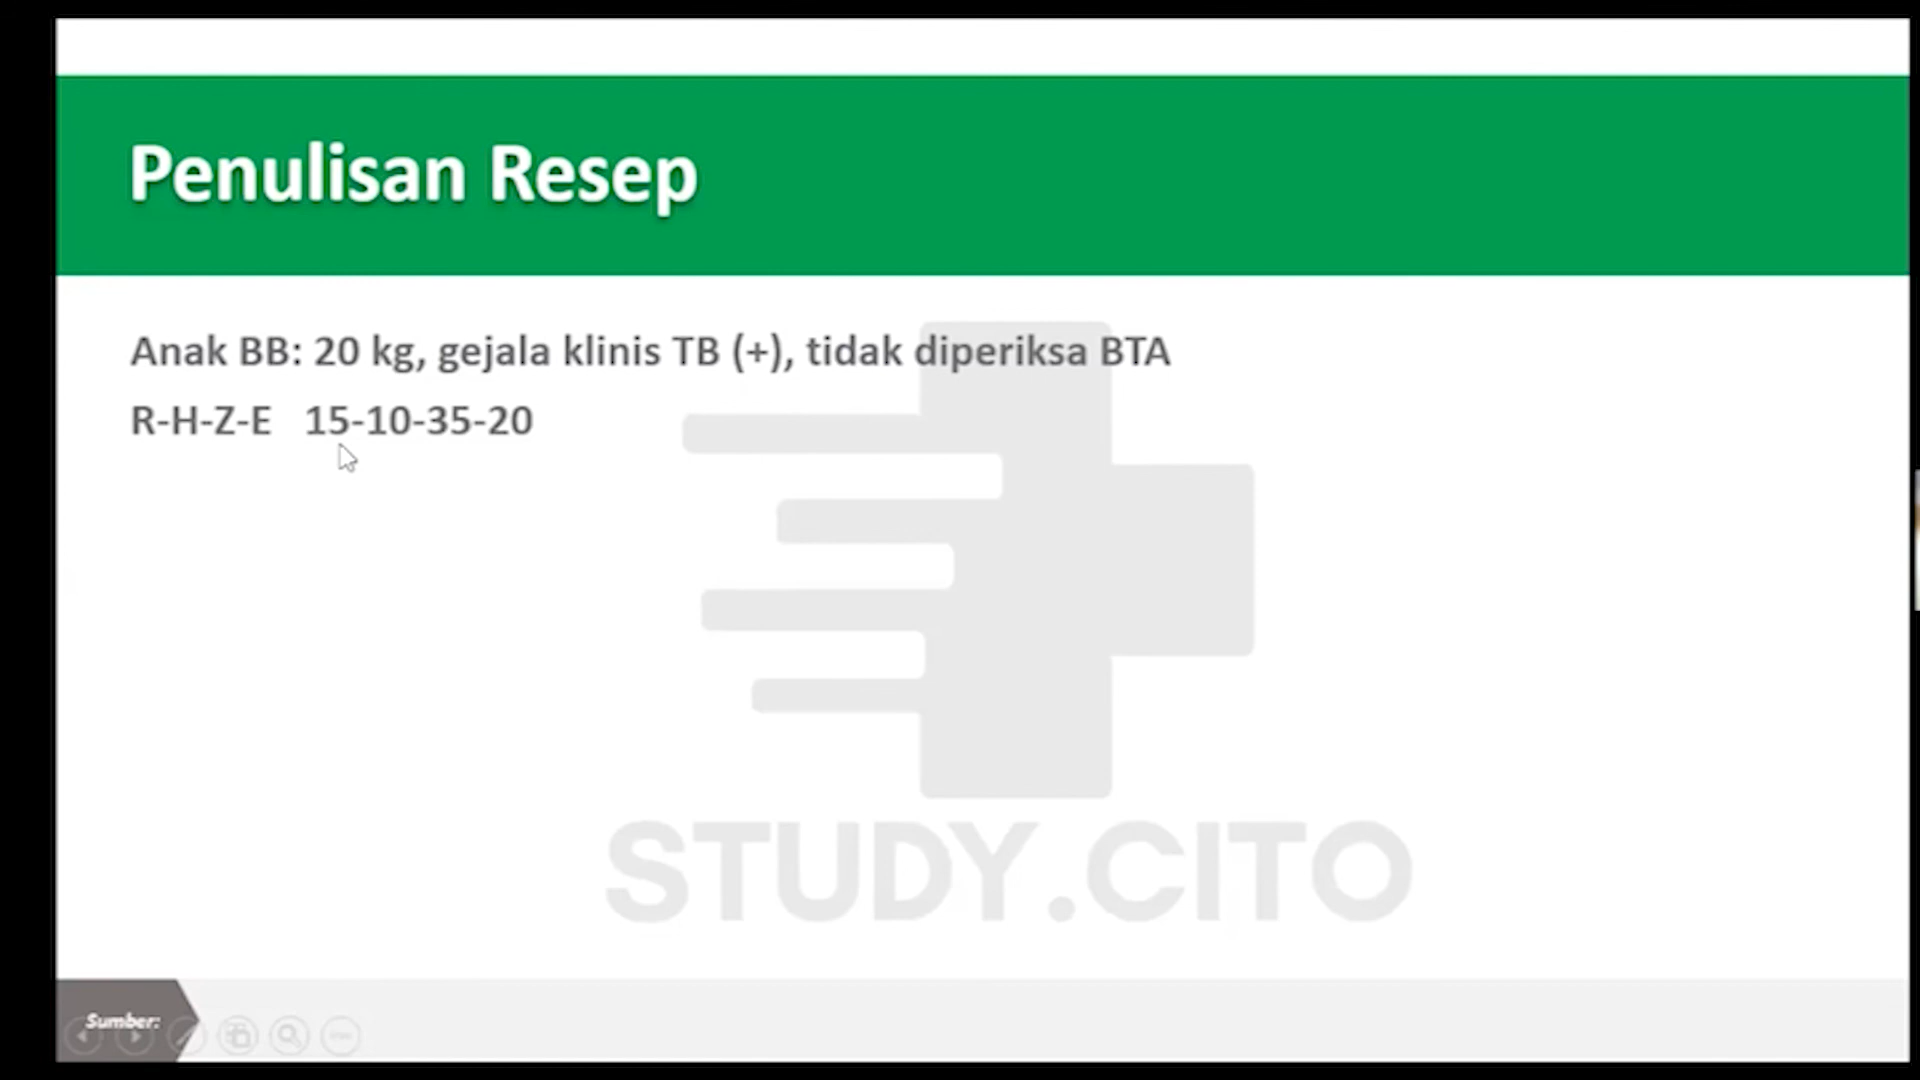 Penulisan Resep
Anak BB: 20 kg, gejala klinis TB (+), tidak diperiksa BTA
R-H-Z-E 15-10-35-20
STUDY.CITO
Sumber: